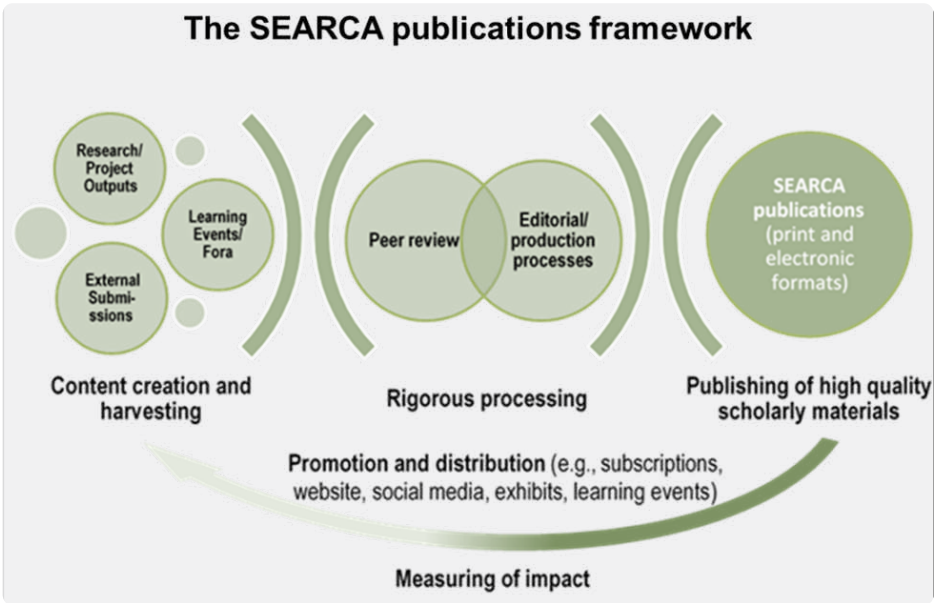 The SEARCA publications framework
Research/
Project
Outputs
Learning
Events/
Fora
External
Submi-
ssions
Peer review
Editorial/
production
processes
SEARCA
publications
(print and
electronic
formats)
Content creation and
harvesting
Rigorous processing
Publishing of high quality
scholarly materials
Promotion and distribution (e.g., subscriptions,
website, social media, exhibits, learning events)
Measuring of impact